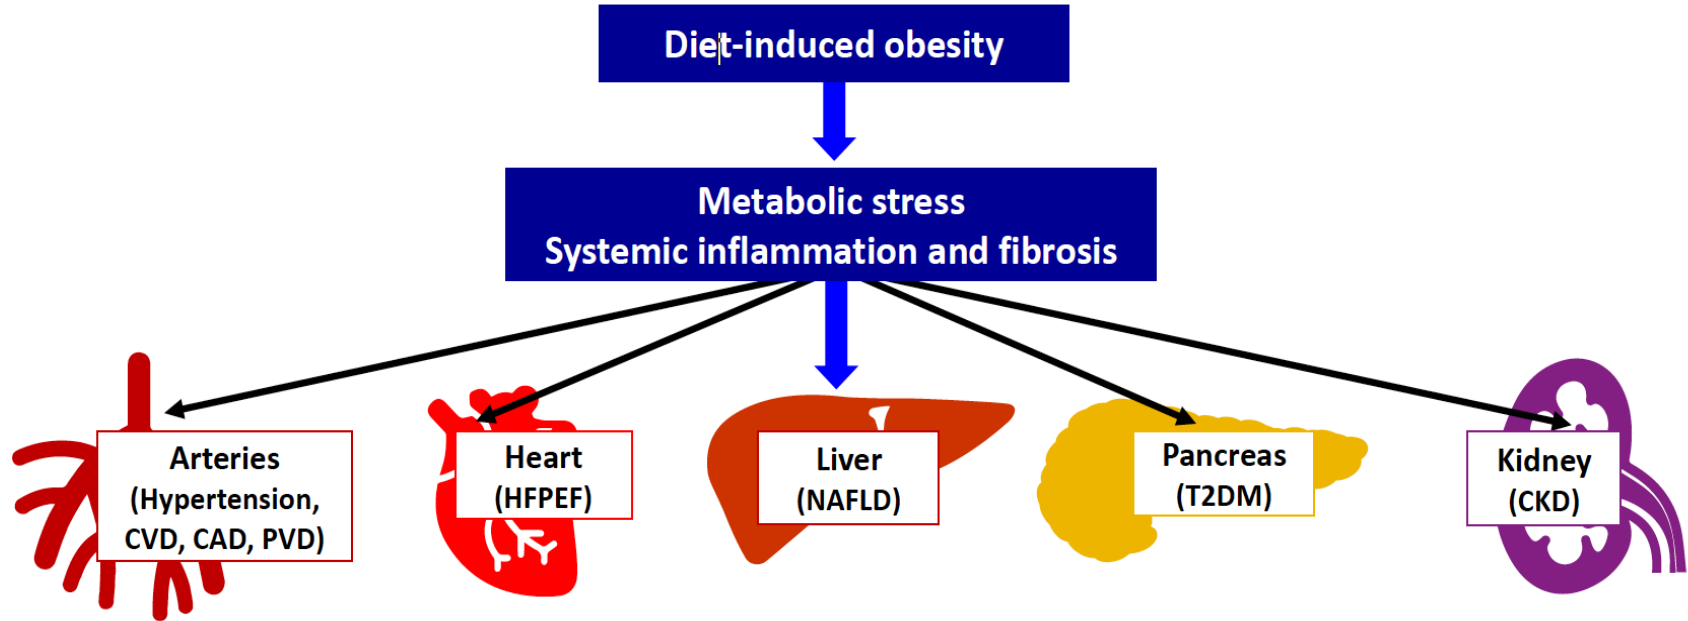 Diet-induced obesity
Metabolic stress
Systemic inflammation and fibrosis
Arteries
(Hypertension,
CVD, CAD, PVD)
Heart
(HFPEF)
Liver
(NAFLD)
Pancreas
(T2DM)
Kidney
(CKD)